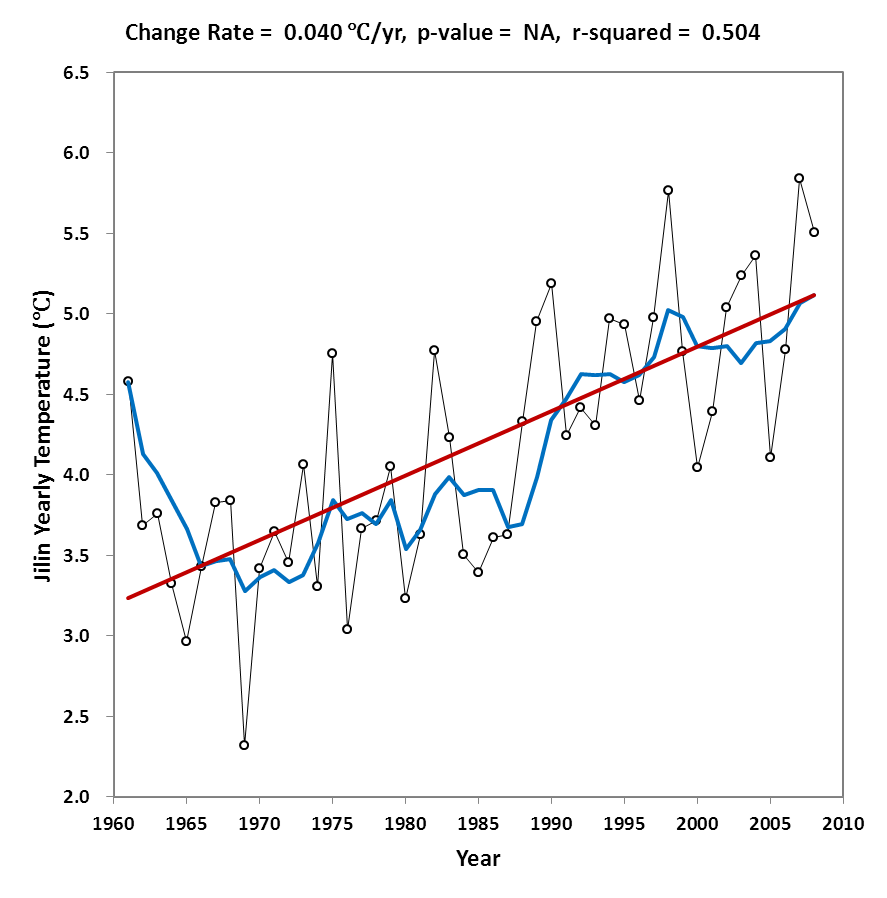 Change Rate = 0.040 ℃/yr, p-value = NA, r-squared = 0.504
6.5
6.0
5.5
5.0
4.5
4.0
3.5
3.0
2.5
2.0
Jilin Yearly Temperature (℃)
1960 1965 1970 1975 1980 1985 1990 1995 2000 2005 2010
Year